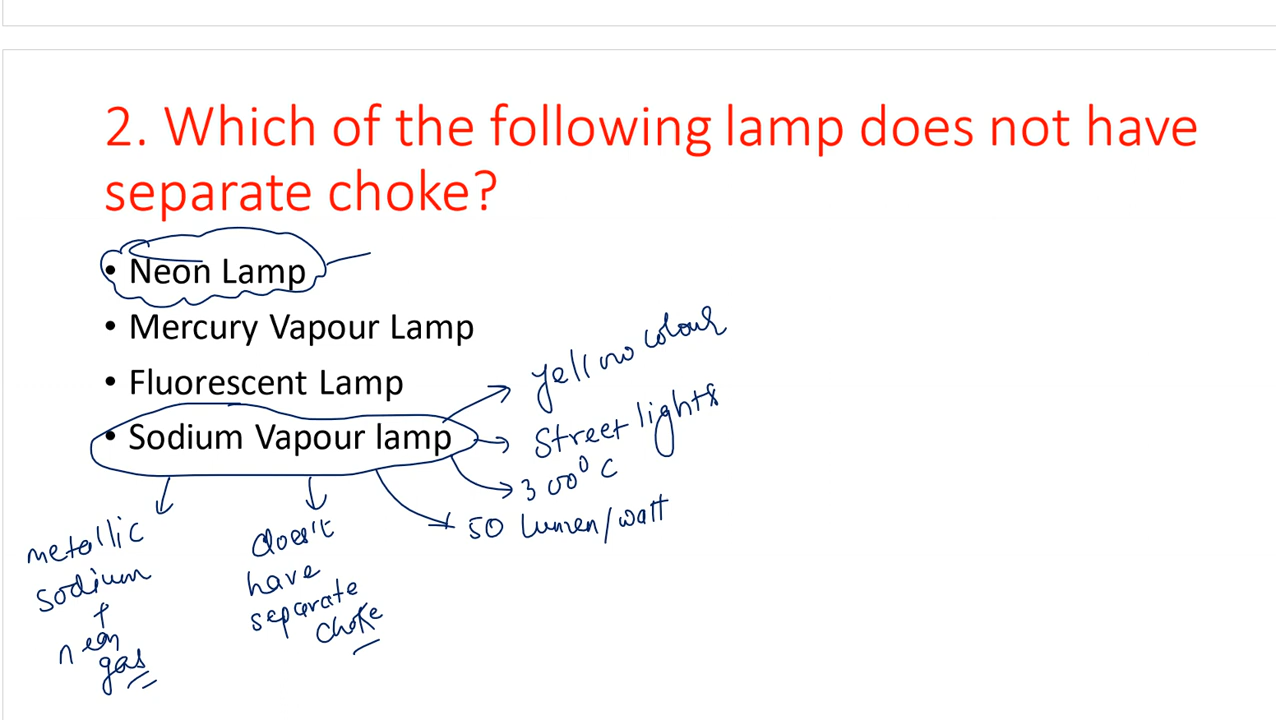 2. Which of the following lamp does not have
separate choke?
• Neon Lamp
• Mercury Vapour Lamp
• Fluorescent Lamp
• Sodium Vapour lamp
yellow colour
Street lights
300° C
50 lumen/watt
metallic
sodium
+
neon
gas
doesn't
have
separate
choke